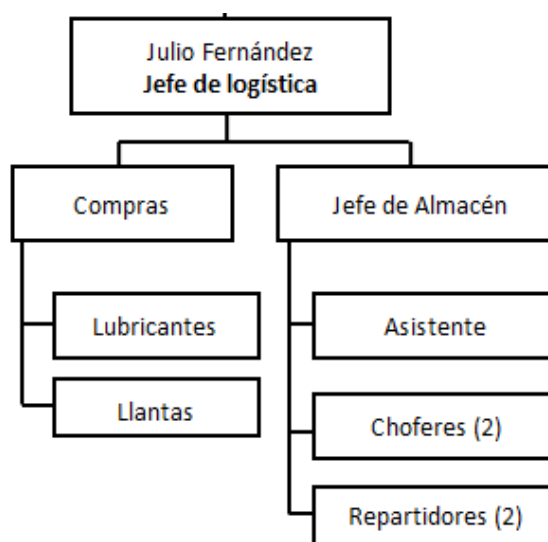 Julio Fernández
Jefe de logística
Compras
Jefe de Almacén
Lubricantes
Asistente
Llantas
Choferes (2)
Repartidores (2)